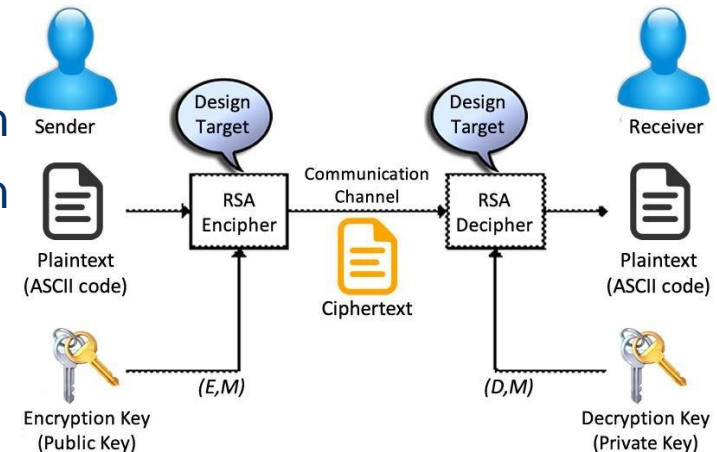 n
n
Sender
Design
Target
Design
Target
Receiver
Communication
Channel
RSA
Encipher
RSA
Decipher
Plaintext
(ASCII code)
Ciphertext
Plaintext
(ASCII code)
(E,M)
(D,M)
Encryption Key
(Public Key)
Decryption Key
(Private Key)